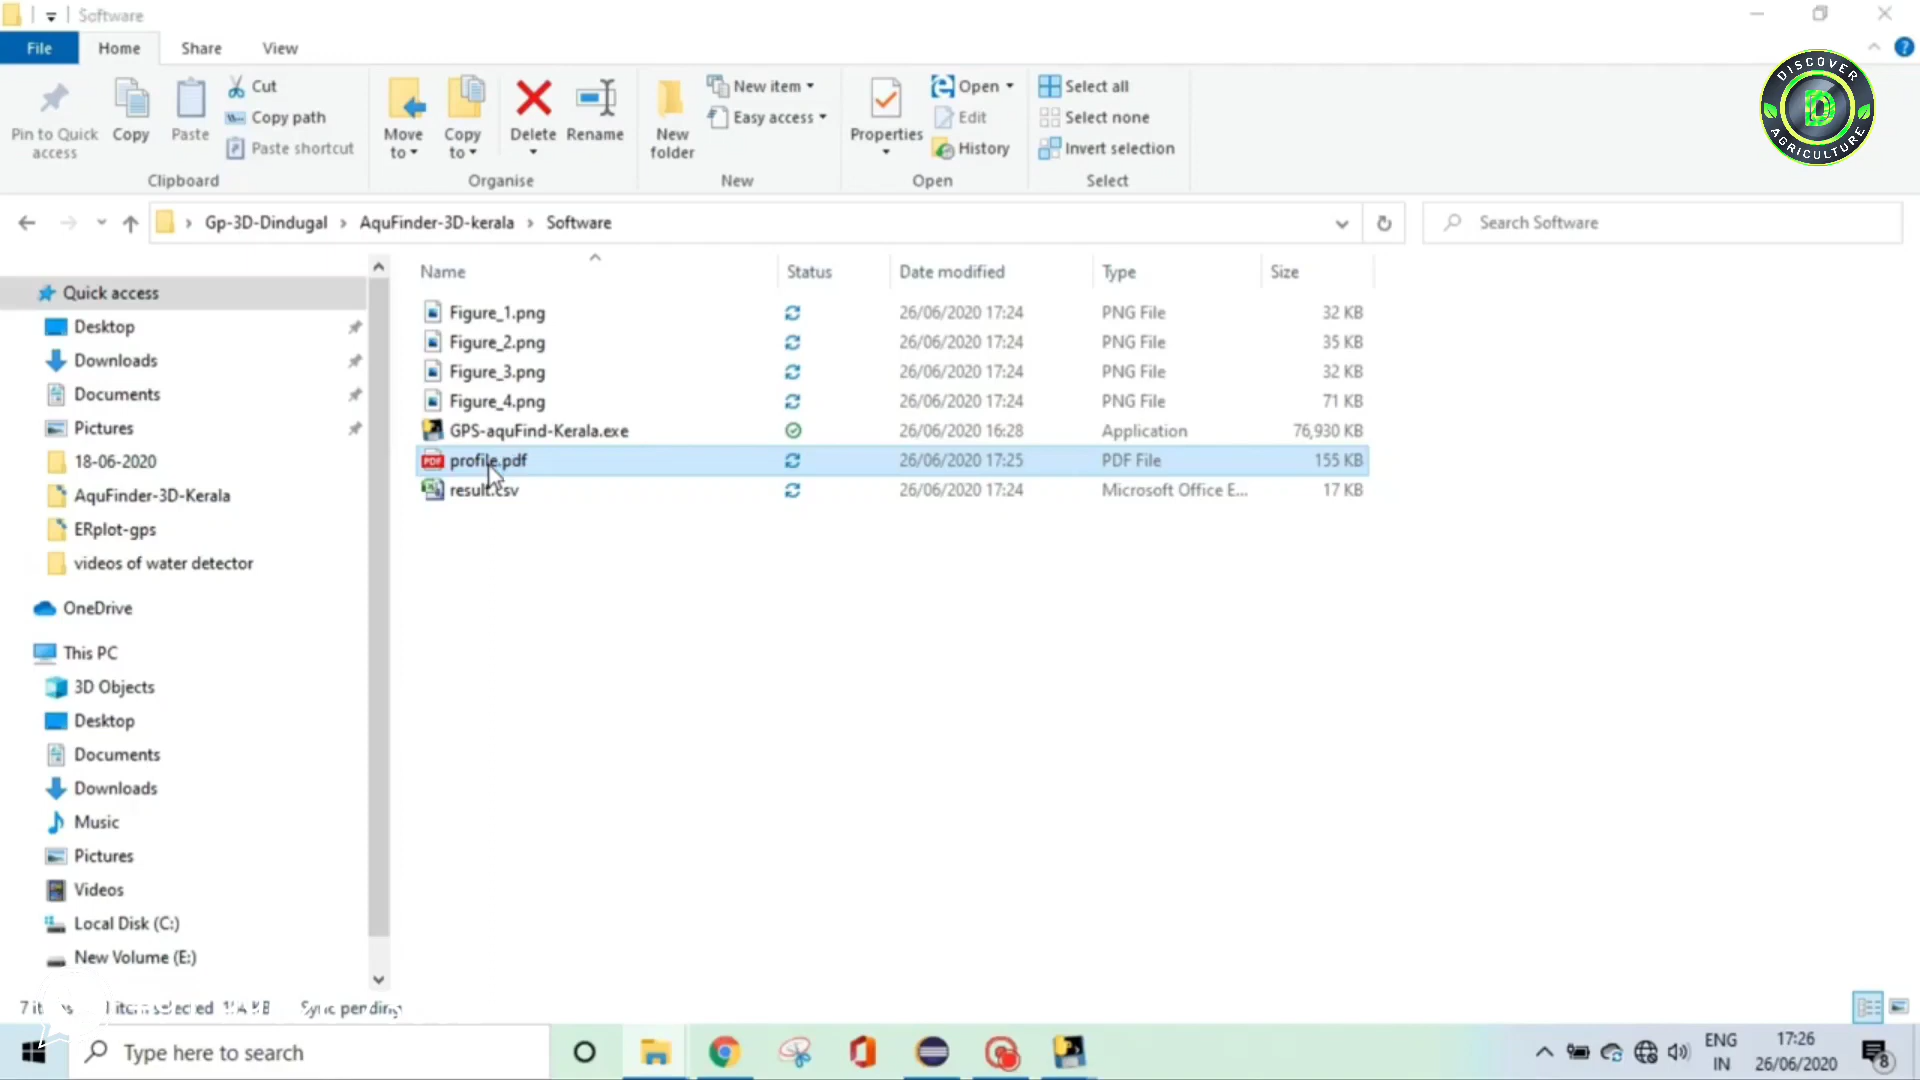 Software
File Home Share View
Pin to Quick access
Copy
Paste
Cut
Copy path
Paste shortcut
Clipboard
Move to
Copy to
Delete
Rename
Organise
New folder
New item
Easy access
New
Properties
Open
Edit
History
Open
Select all
Select none
Invert selection
Select
DISCOVER
D
AGRICULTURE
Gp-3D-Dindugal › AquFinder-3D-kerala › Software
Search Software
Quick access
Desktop
Downloads
Documents
Pictures
18-06-2020
AquFinder-3D-Kerala
ERplot-gps
videos of water detector
OneDrive
This PC
3D Objects
Desktop
Documents
Downloads
Music
Pictures
Videos
Local Disk (C:)
New Volume (E:)
Name Status Date modified Type Size
Figure_1.png 26/06/2020 17:24 PNG File 32 KB
Figure_2.png 26/06/2020 17:24 PNG File 35 KB
Figure_3.png 26/06/2020 17:24 PNG File 32 KB
Figure_4.png 26/06/2020 17:24 PNG File 71 KB
GPS-aquFind-Kerala.exe 26/06/2020 16:28 Application 76,930 KB
PDF profile.pdf 26/06/2020 17:25 PDF File 155 KB
result.csv 26/06/2020 17:24 Microsoft Office E... 17 KB
selected KB Sync pending
Type here to search
ENG
IN
17:26
26/06/2020
8